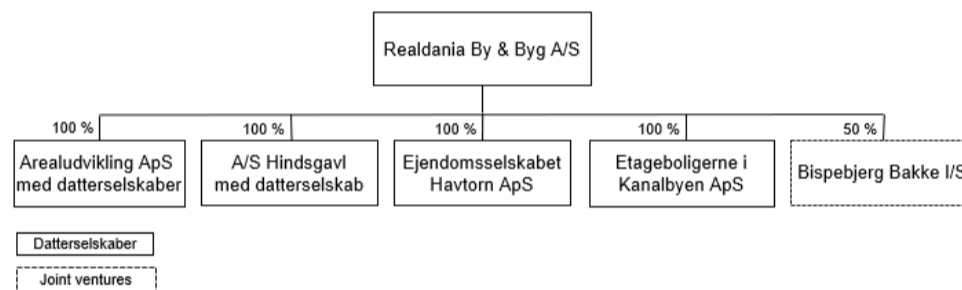 Realdania By & Byg A/S
100 %
100 %
100 %
100 %
50 %
Arealudvikling ApS
med datterselskaber
A/S Hindsgavl
med datterselskab
Ejendomsselskabet
Havtorn ApS
Etageboligerne i
Kanalbyen ApS
Bispebjerg Bakke I/S
Datterselskaber
Joint ventures